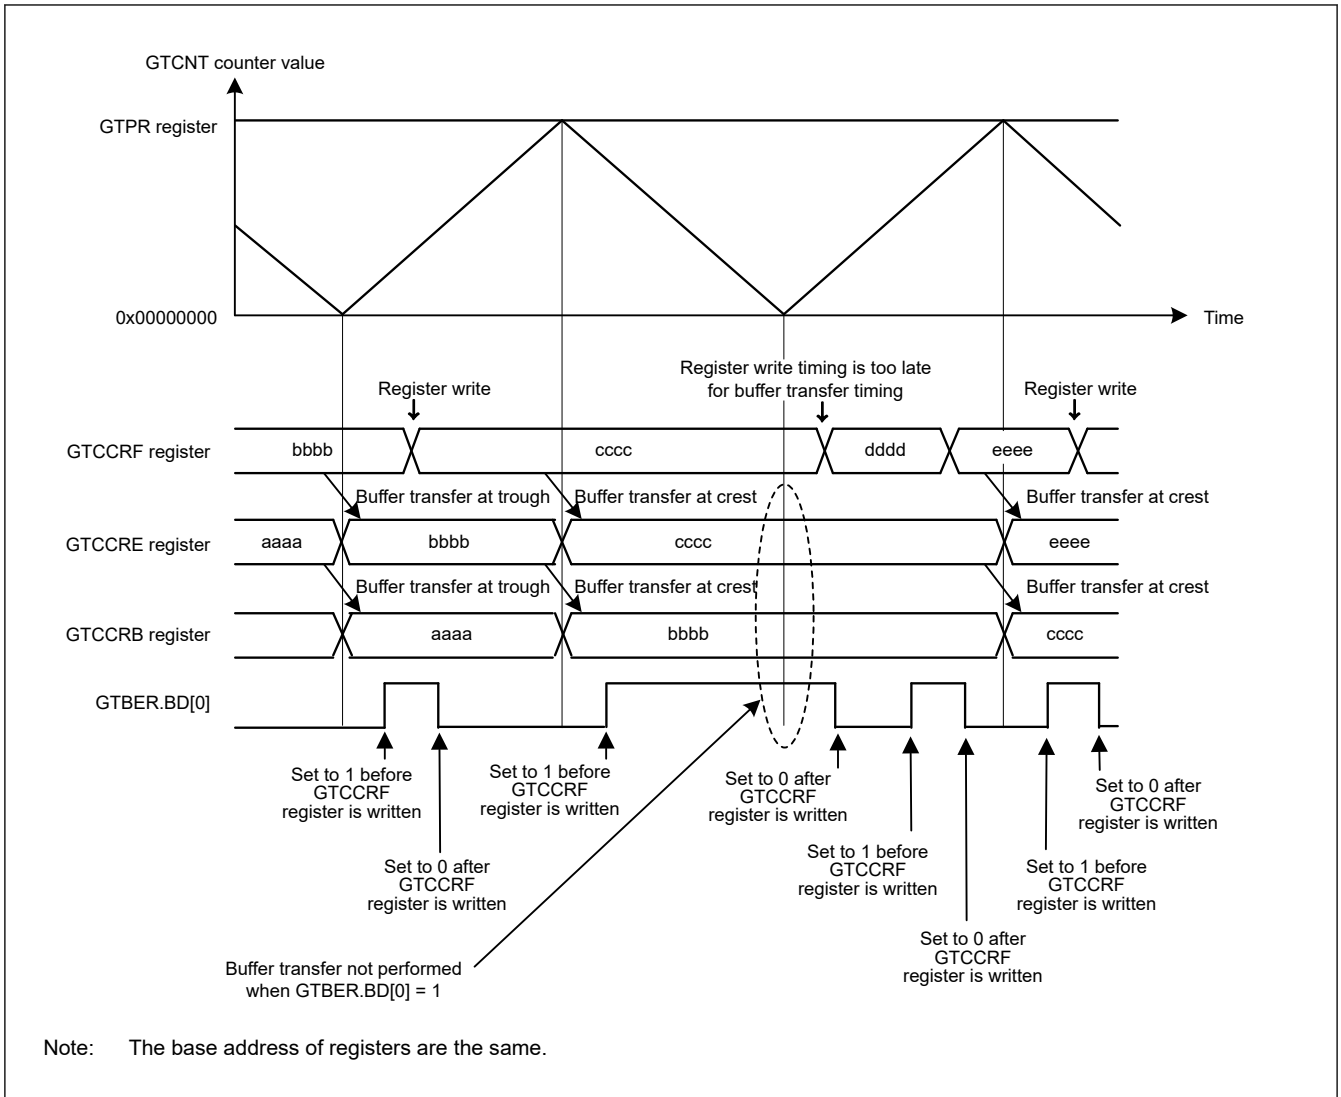 GTCNT counter value
GTPR register
0x00000000
Time
Register write timing is too late
for buffer transfer timing
Register write
Register write
GTCCRF register
bbbb
cccc
dddd
eeee
Buffer transfer at trough
Buffer transfer at crest
Buffer transfer at crest
GTCCRE register
aaaa
bbbb
cccc
eeee
Buffer transfer at trough
Buffer transfer at crest
Buffer transfer at crest
GTCCRB register
aaaa
bbbb
cccc
GTBER.BD[0]
Set to 1 before
GTCCRF
register is written
Set to 1 before
GTCCRF
register is written
Set to 0 after
GTCCRF
register is written
Set to 0 after
GTCCRF
register is written
Set to 0 after
GTCCRF
register is written
Set to 1 before
GTCCRF
register is written
Set to 1 before
GTCCRF
register is written
Set to 0 after
GTCCRF
register is written
Buffer transfer not performed
when GTBER.BD[0] = 1
Note: The base address of registers are the same.